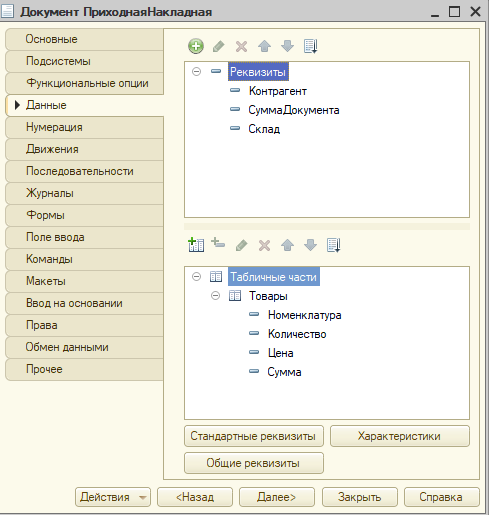 Документ ПриходнаяНакладная
Основные
Подсистемы
Функциональные опции
Данные
Нумерация
Движения
Последовательности
Журналы
Формы
Поле ввода
Команды
Макеты
Ввод на основании
Права
Обмен данными
Прочее
Реквизиты
Контрагент
СуммаДокумента
Склад
Табличные части
Товары
Номенклатура
Количество
Цена
Сумма
Стандартные реквизиты
Характеристики
Общие реквизиты
Действия
<Назад
Далее>
Закрыть
Справка